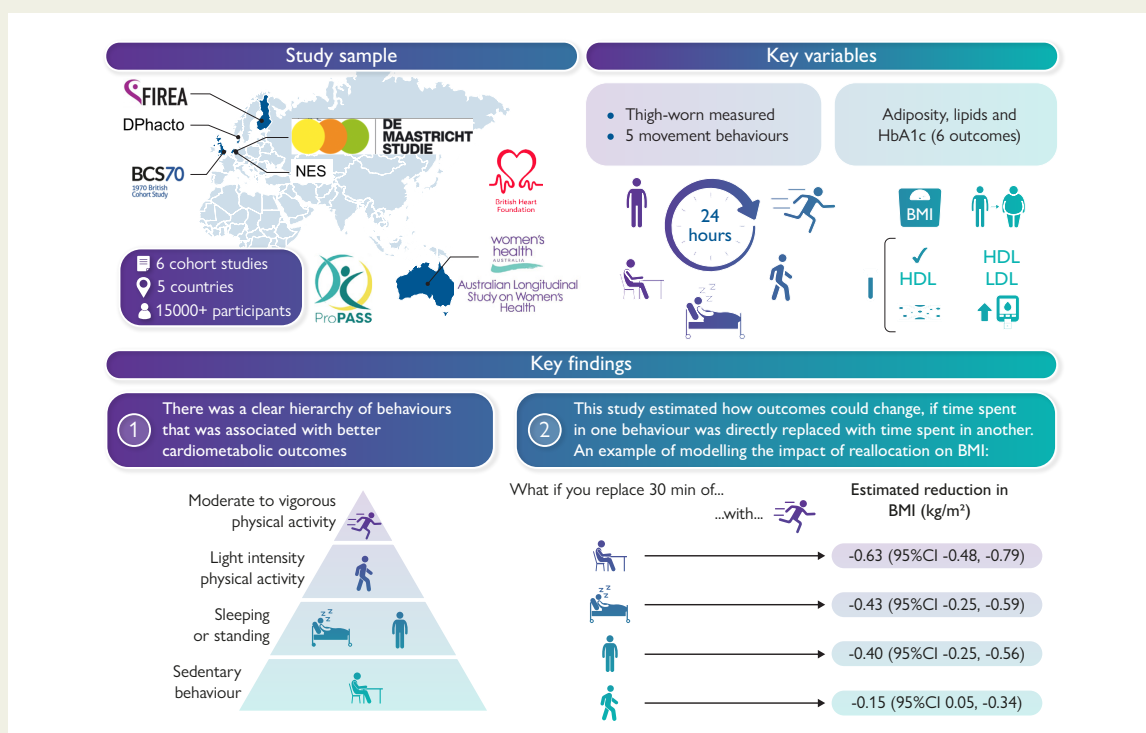 Study sample
FIREA
DPhacto
DE
MAASTRICHT
STUDIE
NES
BCS70
1970 British
Cohort Study
British Heart
Foundation
women's
health
AUSTRALIA
Australian Longitudinal
Study on Women's
Health
6 cohort studies
5 countries
15000+ participants
ProPASS
Key variables
• Thigh-worn measured
• 5 movement behaviours
Adiposity, lipids and
HbA1c (6 outcomes)
24
hours
z z z
BMI
HDL
HDL
LDL
Key findings
1
There was a clear hierarchy of behaviours
that was associated with better
cardiometabolic outcomes
Moderate to vigorous
physical activity
Light intensity
physical activity
Sleeping
or standing
z z z
Sedentary
behaviour
2
This study estimated how outcomes could change, if time spent
in one behaviour was directly replaced with time spent in another.
An example of modelling the impact of reallocation on BMI:
What if you replace 30 min of...
...with...
Estimated reduction in
BMI (kg/m²)
-0.63 (95%CI -0.48, -0.79)
z z z
-0.43 (95%CI -0.25, -0.59)
-0.40 (95%CI -0.25, -0.56)
-0.15 (95%CI 0.05, -0.34)